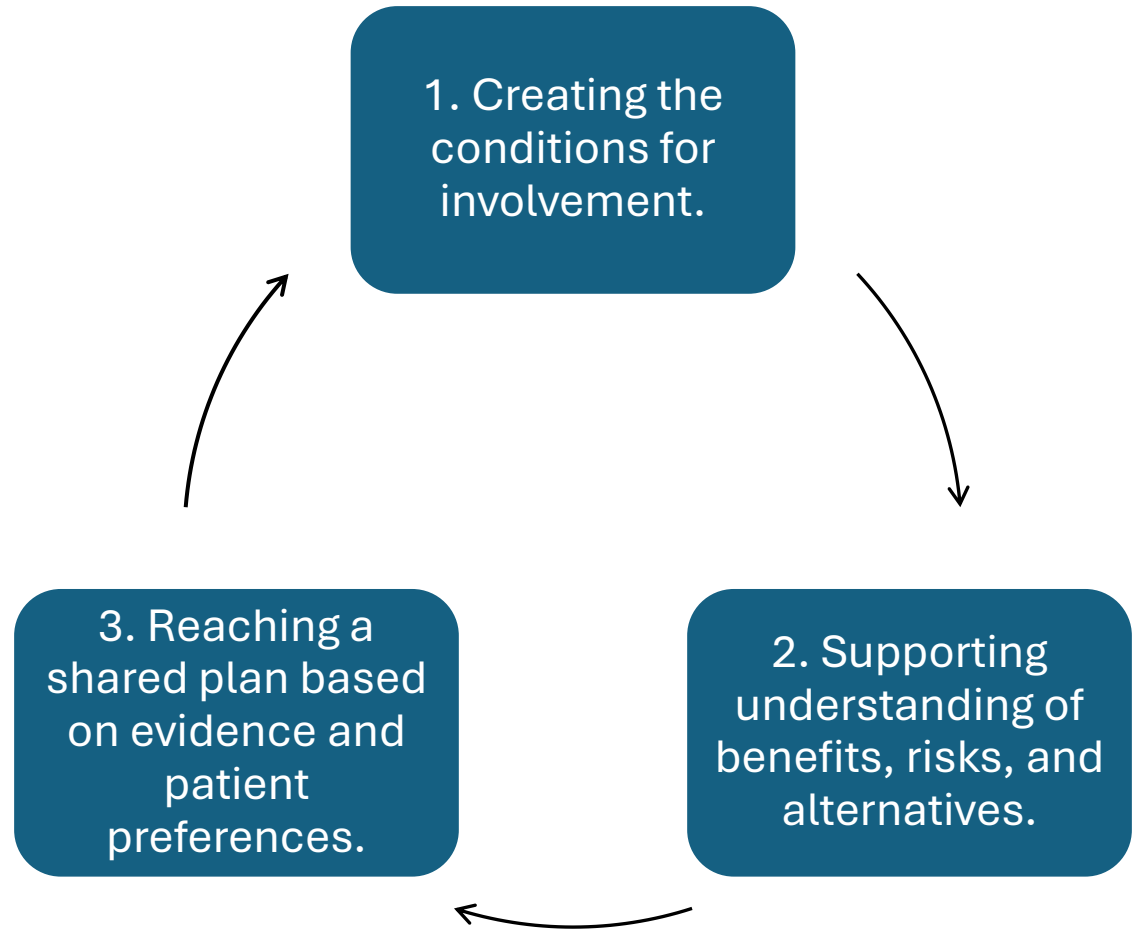 1. Creating the
conditions for
involvement.
2. Supporting
understanding of
benefits, risks, and
alternatives.
3. Reaching a
shared plan based
on evidence and
patient
preferences.